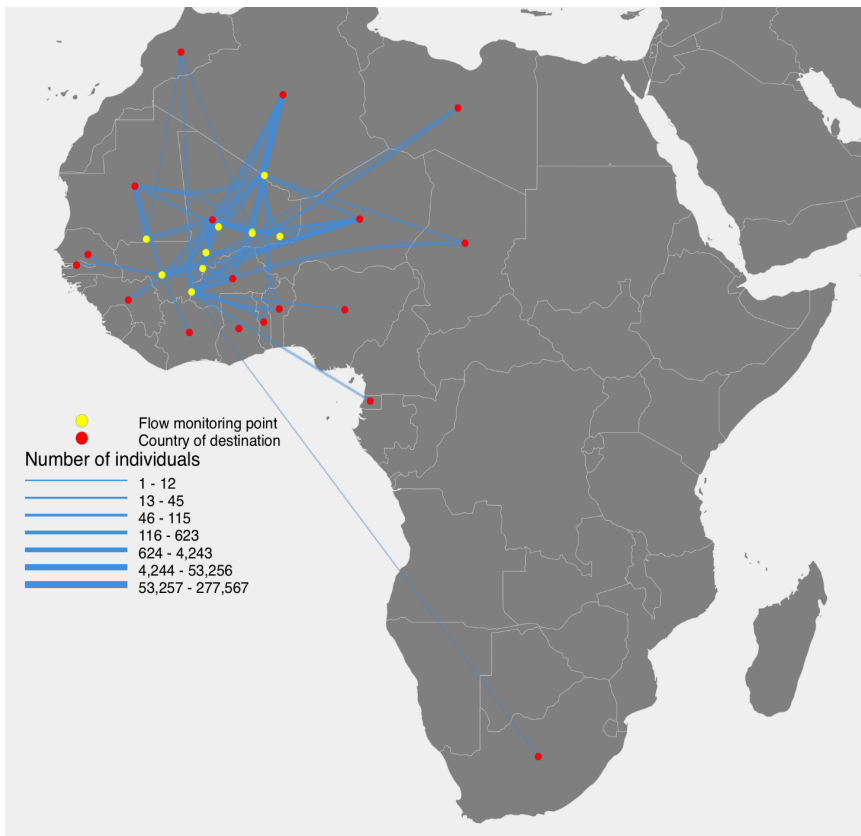 Flow monitoring point
Country of destination
Number of individuals
1 - 12
13 - 45
46 - 115
116 - 623
624 - 4,243
4,244 - 53,256
53,257 - 277,567